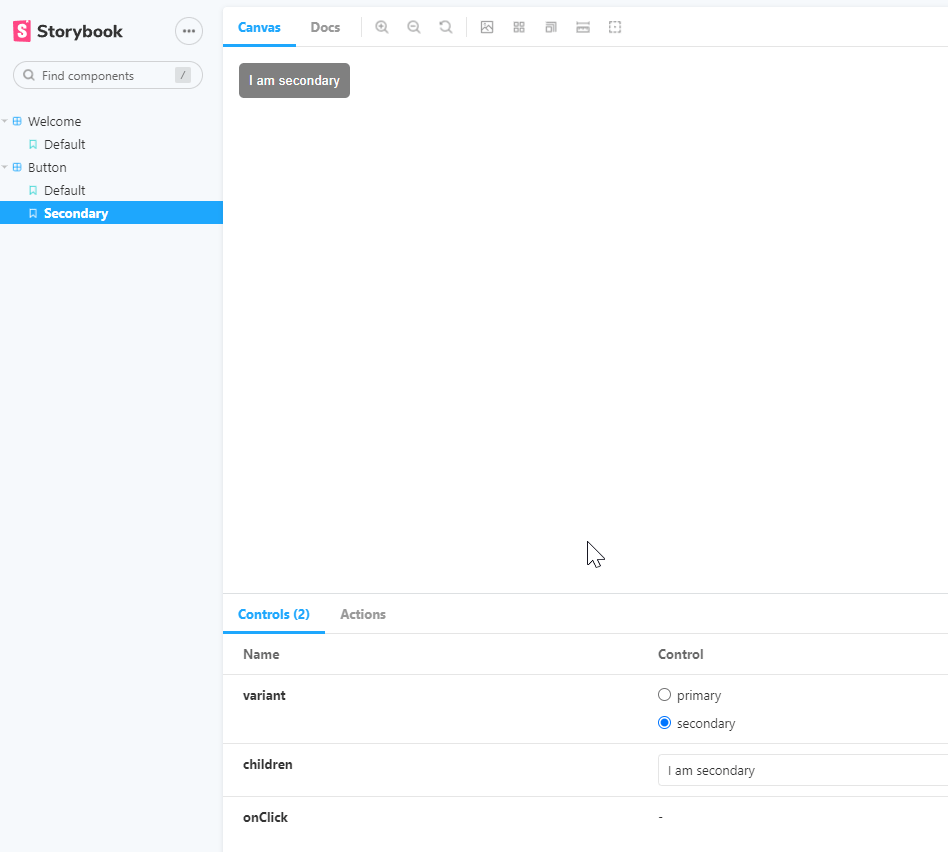 Storybook
Find components /
Welcome
Default
Button
Default
Secondary
Canvas Docs
I am secondary
Controls (2) Actions
Name Control
variant primary
secondary
children I am secondary
onClick -